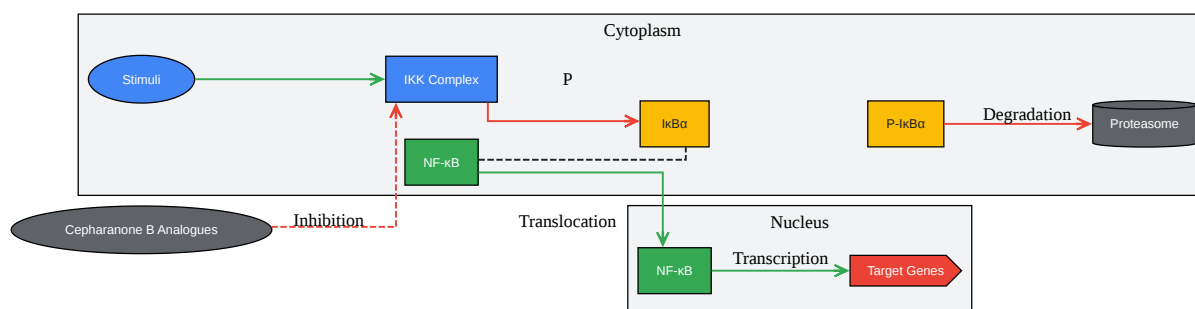 Cytoplasm
Stimuli
IKK Complex
P
IκBα
P-IκBα
Degradation
Proteasome
NF-κB
Cepharanone B Analogues
Inhibition
Translocation
Nucleus
NF-κB
Transcription
Target Genes